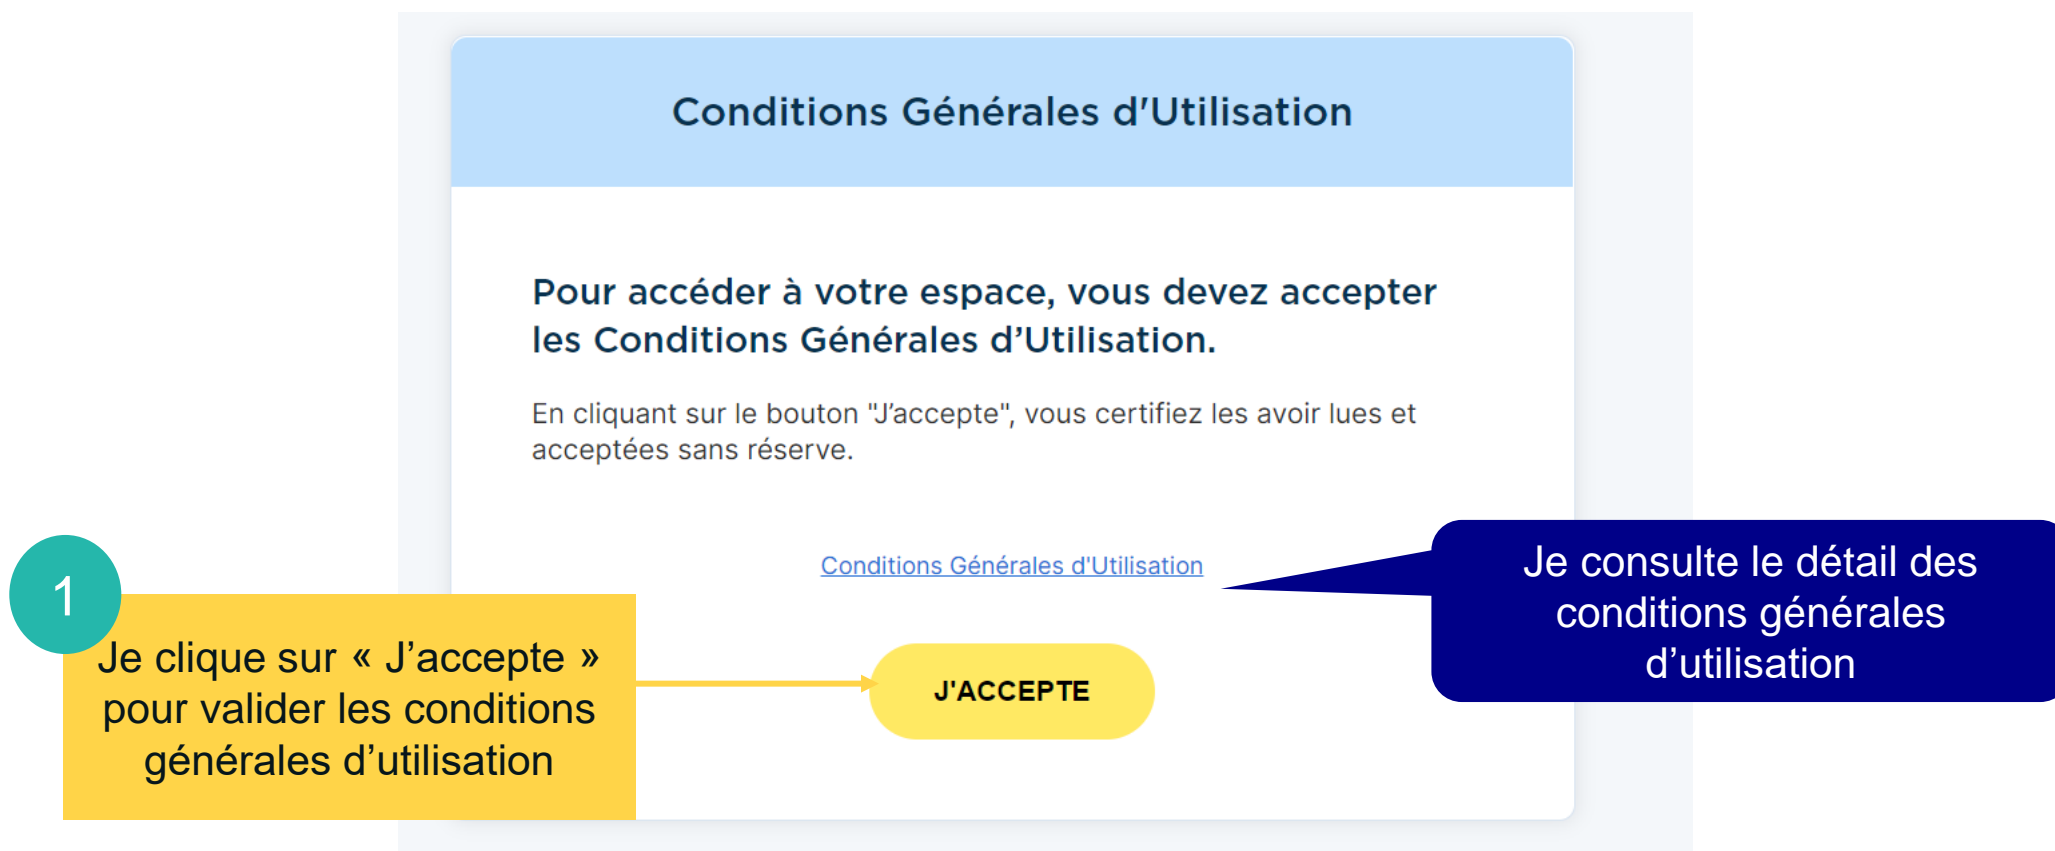 Conditions Générales d'Utilisation
Pour accéder à votre espace, vous devez accepter
les Conditions Générales d’Utilisation.
En cliquant sur le bouton "J’accepte", vous certifiez les avoir lues et
acceptées sans réserve.
Conditions Générales d'Utilisation
Je consulte le détail des
conditions générales
d’utilisation
1
Je clique sur « J’accepte »
pour valider les conditions
générales d’utilisation
J'ACCEPTE